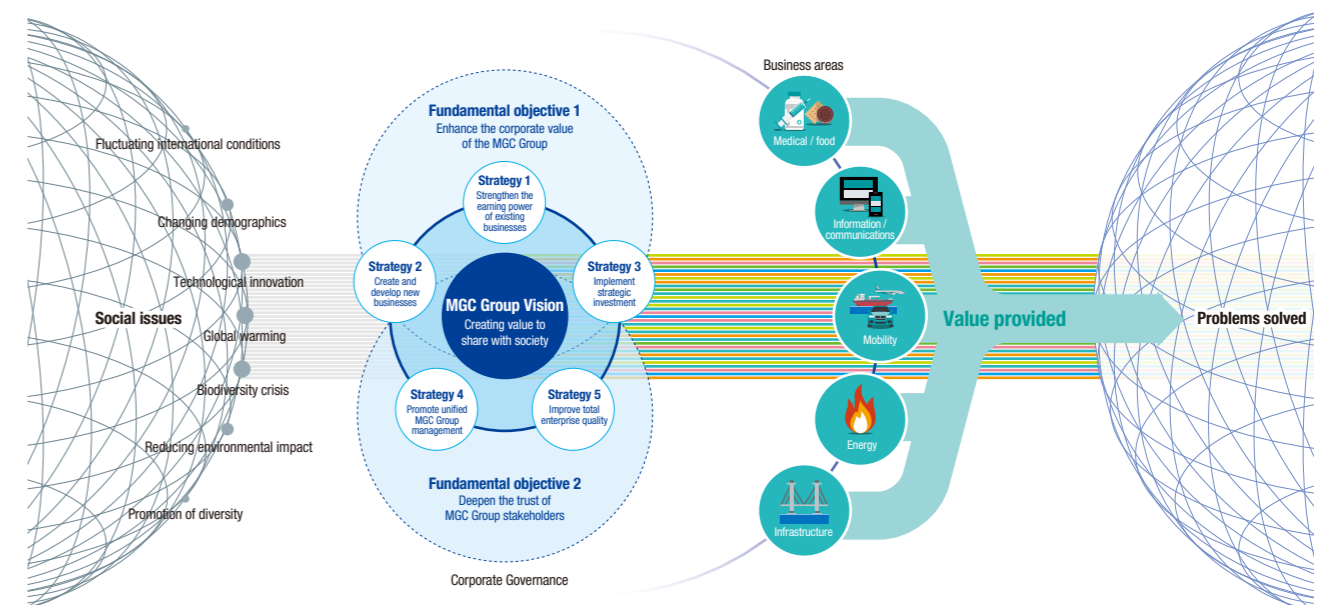 Social issues
Fluctuating international conditions
Changing demographics
Technological innovation
Global warming
Biodiversity crisis
Reducing environmental impact
Promotion of diversity
Fundamental objective 1
Enhance the corporate value
of the MGC Group
Strategy 1
Strengthen the
earning power
of existing
businesses
Strategy 2
Create and
develop new
businesses
Strategy 3
Implement
strategic
investment
MGC Group Vision
Creating value to
share with society
Strategy 4
Promote unified
MGC Group
management
Strategy 5
Improve total
enterprise quality
Fundamental objective 2
Deepen the trust of
MGC Group stakeholders
Corporate Governance
Business areas
Medical / food
Information /
communications
Mobility
Energy
Infrastructure
Value provided
Problems solved